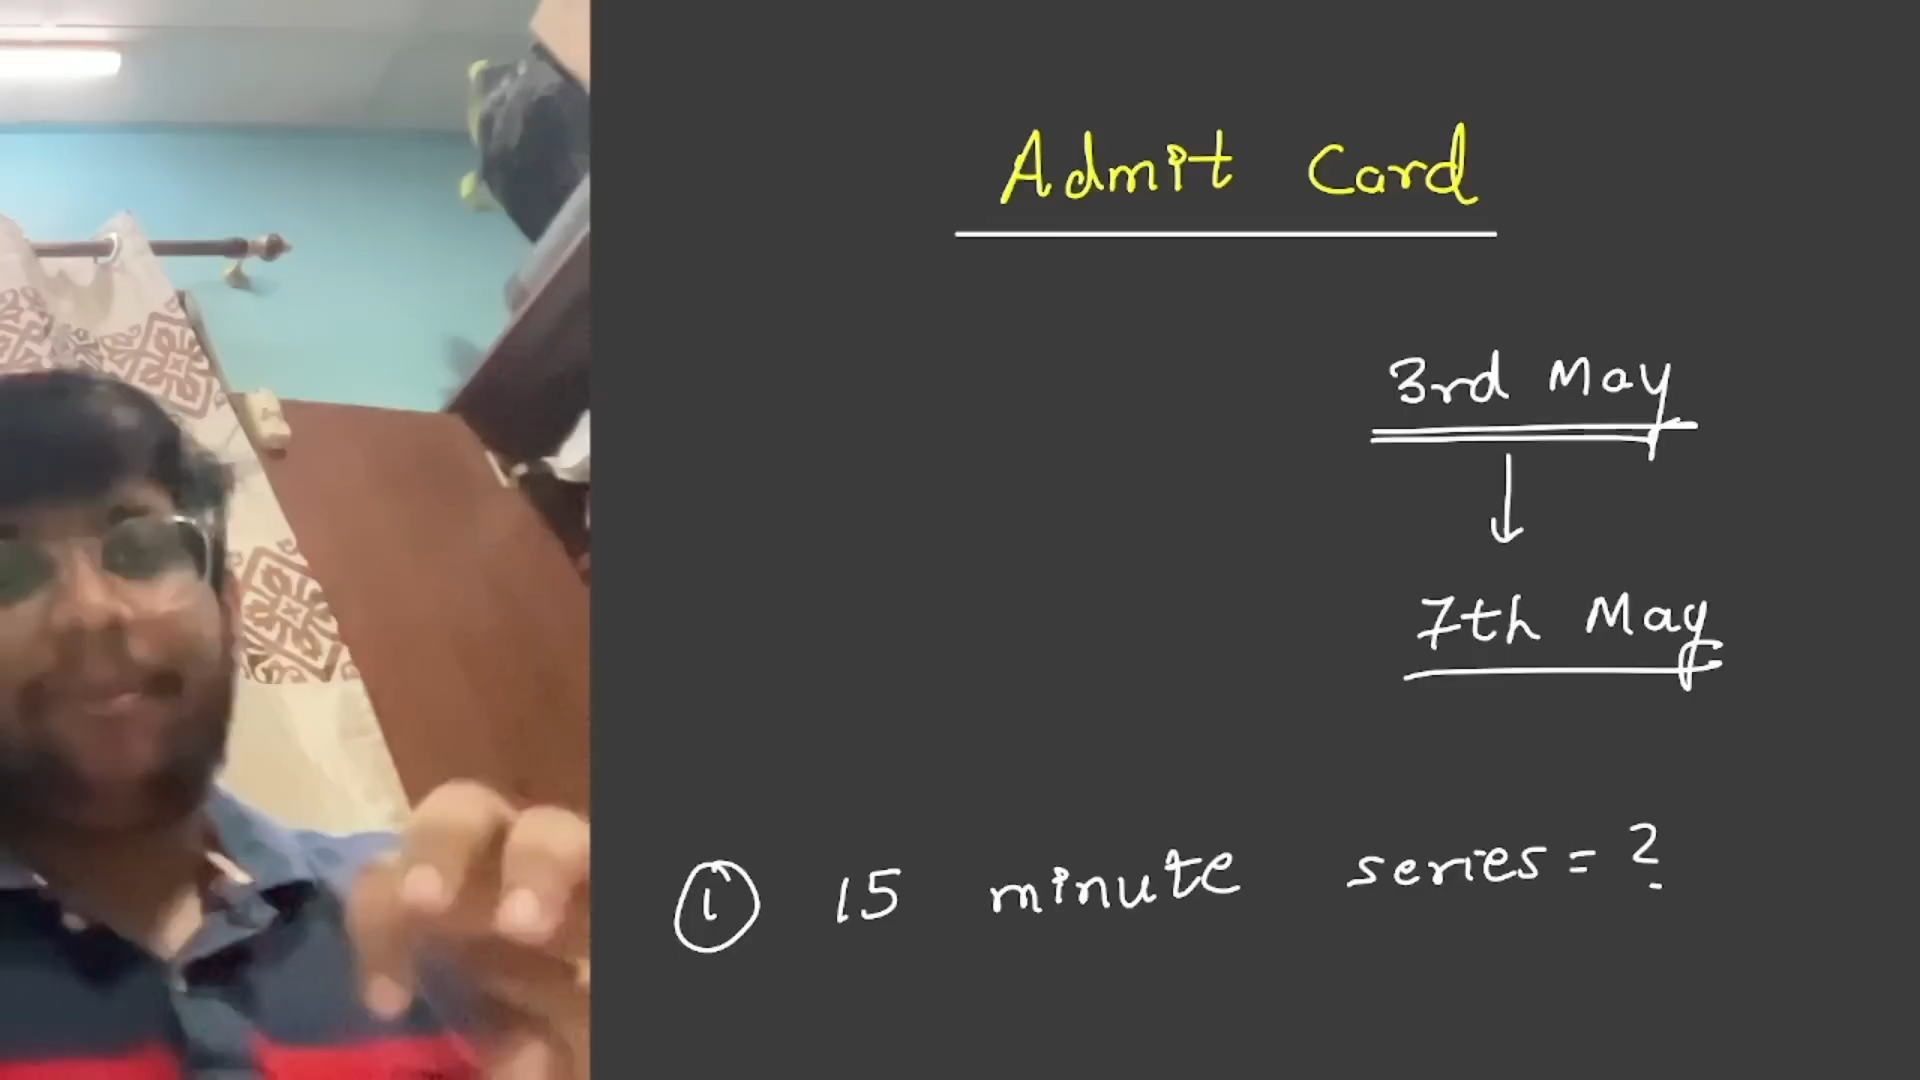 Admit Card
3rd May
↓
7th May
① 15 minute series = ?